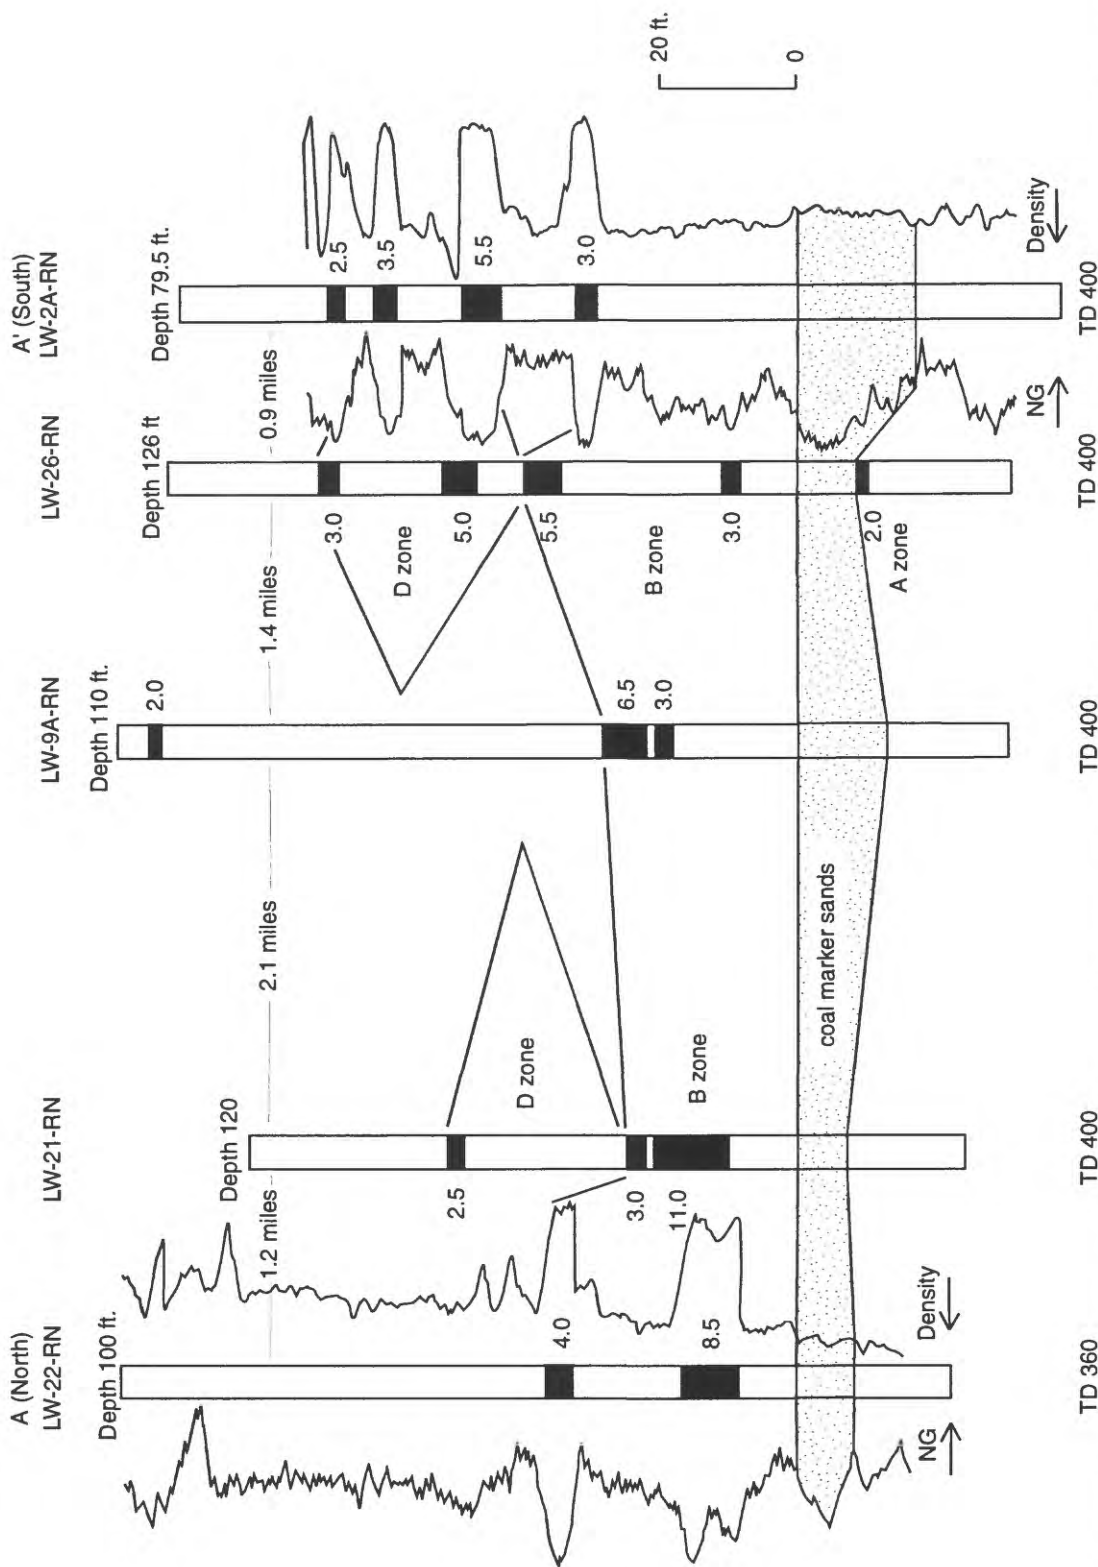 A (North)
LW-22-RN
LW-21-RN
LW-9A-RN
LW-26-RN
A' (South)
LW-2A-RN
Depth 100 ft.
Depth 120
Depth 110 ft.
Depth 126 ft
Depth 79.5 ft.
1.2 miles
2.1 miles
1.4 miles
0.9 miles
4.0
8.5
2.5
3.0
11.0
2.0
6.5
3.0
3.0
5.0
5.5
3.0
2.0
2.5
3.5
5.5
3.0
D zone
B zone
D zone
B zone
A zone
coal marker sands
20 ft.
0
NG
Density
NG
Density
TD 360
TD 400
TD 400
TD 400
TD 400